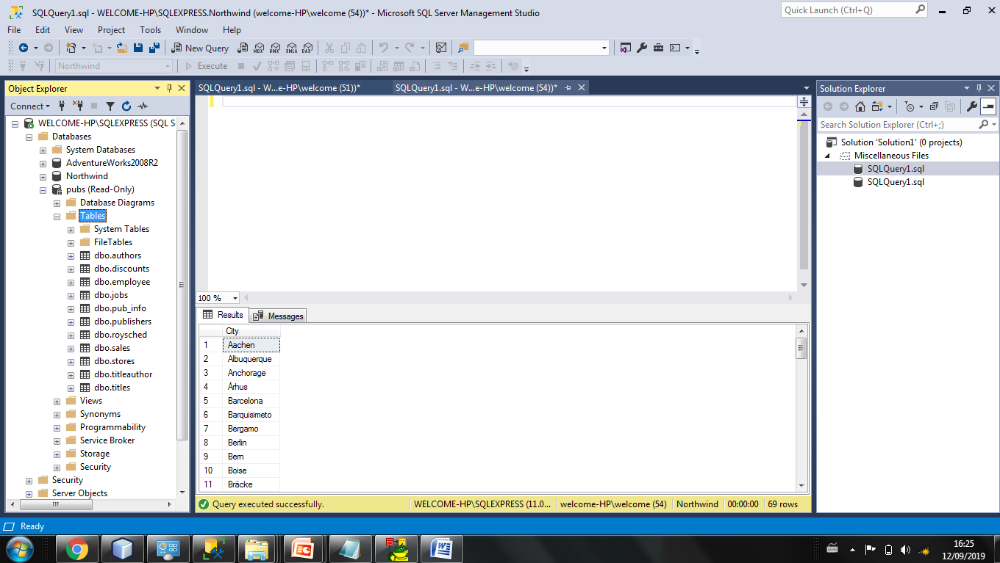 SQLQuery1.sql - WELCOME-HP\SQLEXPRESS.Northwind (welcome-HP\welcome (54))* - Microsoft SQL Server Management Studio
Quick Launch (Ctrl+Q)
File Edit View Project Tools Window Help
New Query
MDX DMX XMLA DAX
Northwind
Execute
Object Explorer
Connect
WELCOME-HP\SQLEXPRESS (SQL S
Databases
System Databases
AdventureWorks2008R2
Northwind
pubs (Read-Only)
Database Diagrams
Tables
System Tables
FileTables
dbo.authors
dbo.discounts
dbo.employee
dbo.jobs
dbo.pub_info
dbo.publishers
dbo.roysched
dbo.sales
dbo.stores
dbo.titleauthor
dbo.titles
Views
Synonyms
Programmability
Service Broker
Storage
Security
Security
Server Objects
SQLQuery1.sql - W...e-HP\welcome (51))*
SQLQuery1.sql - W...e-HP\welcome (54))*
100 %
Results
Messages
City
1 Aachen
2 Albuquerque
3 Anchorage
4 Århus
5 Barcelona
6 Barquisimeto
7 Bergamo
8 Berlin
9 Bern
10 Boise
11 Bräcke
Query executed successfully.
WELCOME-HP\SQLEXPRESS (11.0...
welcome-HP\welcome (54)
Northwind
00:00:00
69 rows
Solution Explorer
Search Solution Explorer (Ctrl+;)
Solution 'Solution1' (0 projects)
Miscellaneous Files
SQLQuery1.sql
SQLQuery1.sql
Ready
16:25
12/09/2019